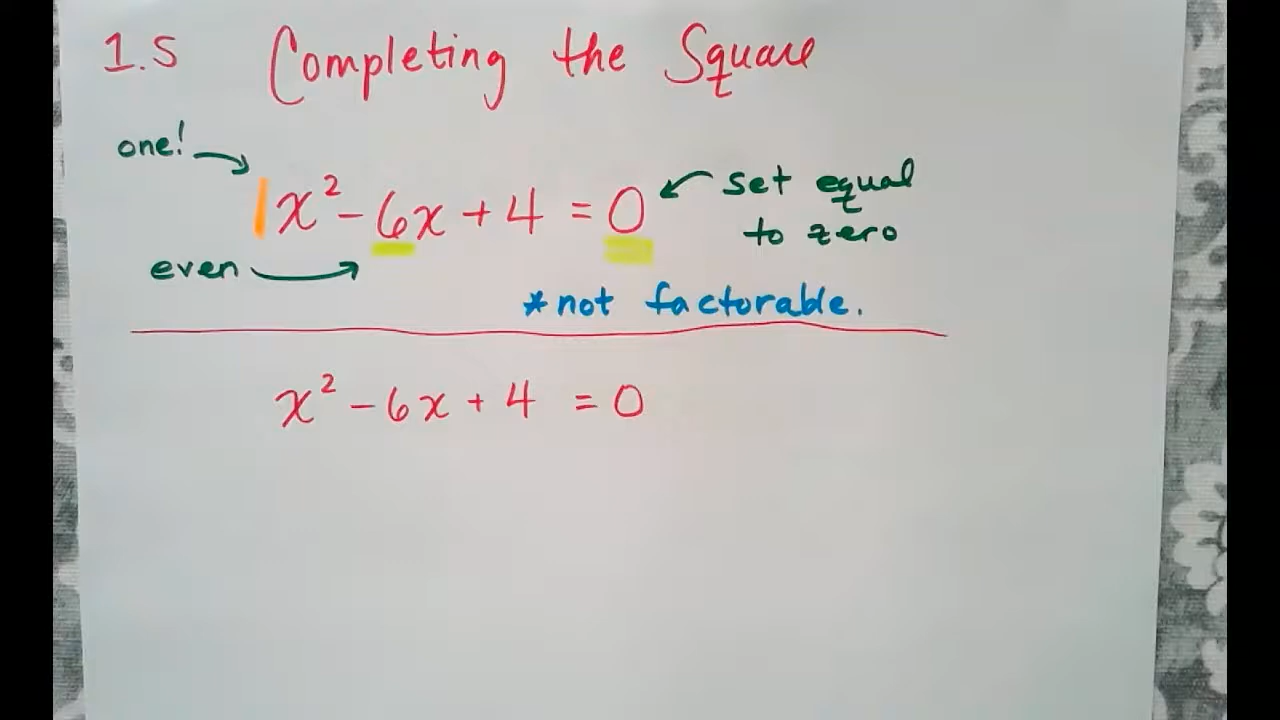 1.5 Completing the Square
one!
1x² - 6x + 4 = 0
set equal
to zero
even
*not factorable.
x² - 6x + 4 = 0